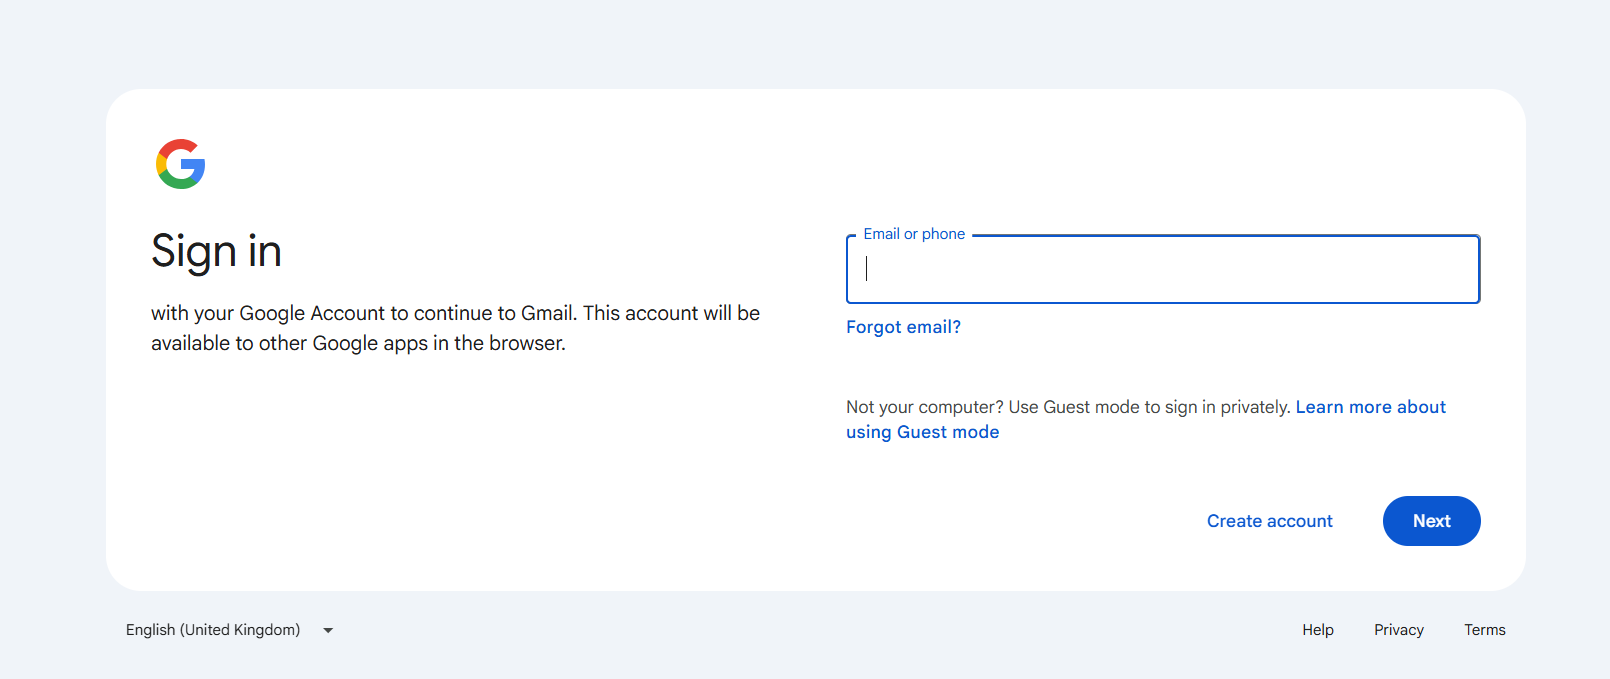 Sign in
with your Google Account to continue to Gmail. This account will be
available to other Google apps in the browser.
Email or phone
Forgot email?
Not your computer? Use Guest mode to sign in privately. Learn more about
using Guest mode
Create account
Next
English (United Kingdom)
Help
Privacy
Terms